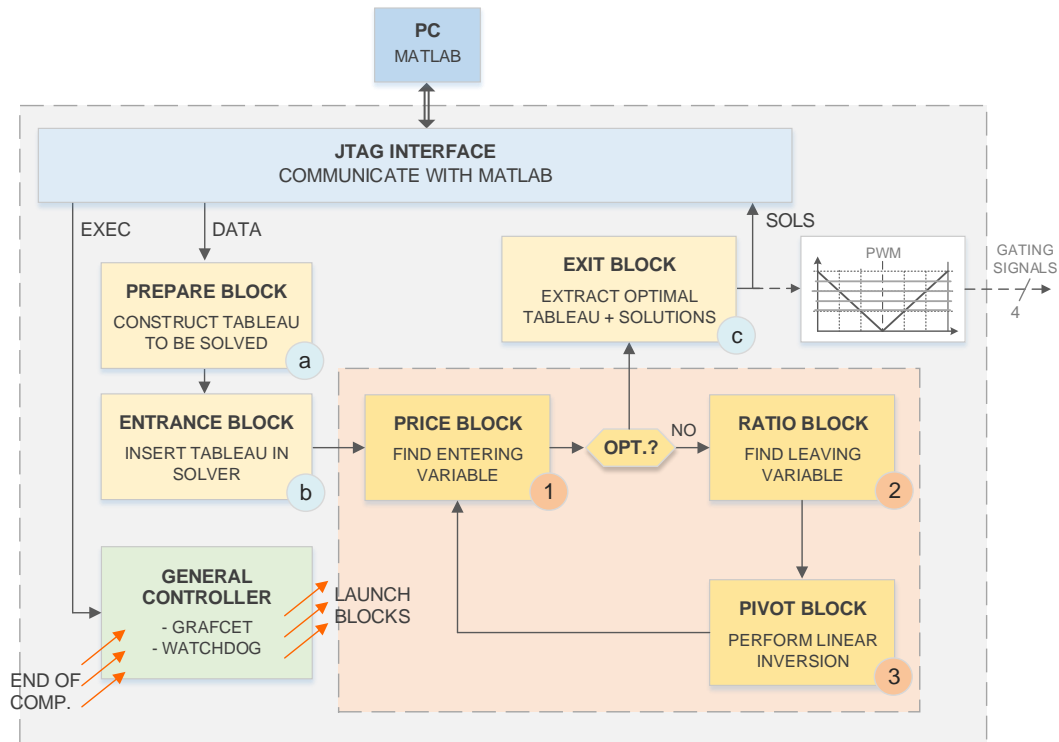 PC
MATLAB
JTAG INTERFACE
COMMUNICATE WITH MATLAB
EXEC
DATA
SOLS
PREPARE BLOCK
CONSTRUCT TABLEAU
TO BE SOLVED
a
EXIT BLOCK
EXTRACT OPTIMAL
TABLEAU + SOLUTIONS
c
PWM
GATING
SIGNALS
4
ENTRANCE BLOCK
INSERT TABLEAU IN
SOLVER
b
PRICE BLOCK
FIND ENTERING
VARIABLE
1
OPT.?
NO
RATIO BLOCK
FIND LEAVING
VARIABLE
2
GENERAL
CONTROLLER
- GRAFCET
- WATCHDOG
LAUNCH
BLOCKS
END OF
COMP.
PIVOT BLOCK
PERFORM LINEAR
INVERSION
3